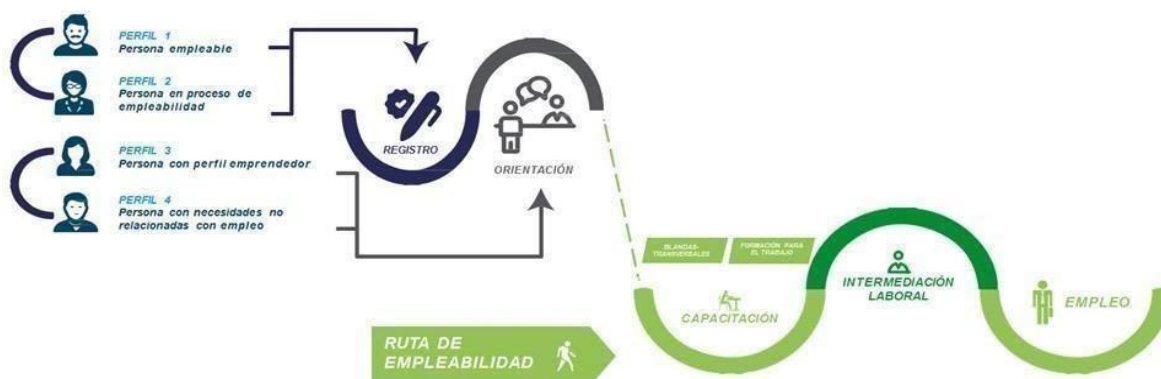 PERFIL 1
Persona empleable
PERFIL 2
Persona en proceso de
empleabilidad
PERFIL 3
Persona con perfil emprendedor
PERFIL 4
Persona con necesidades no
relacionadas con empleo
REGISTRO
ORIENTACIÓN
BLANDAS-
TRANSVERSALES
FORMACIÓN PARA
EL TRABAJO
CAPACITACIÓN
INTERMEDIACIÓN
LABORAL
EMPLEO
RUTA DE
EMPLEABILIDAD